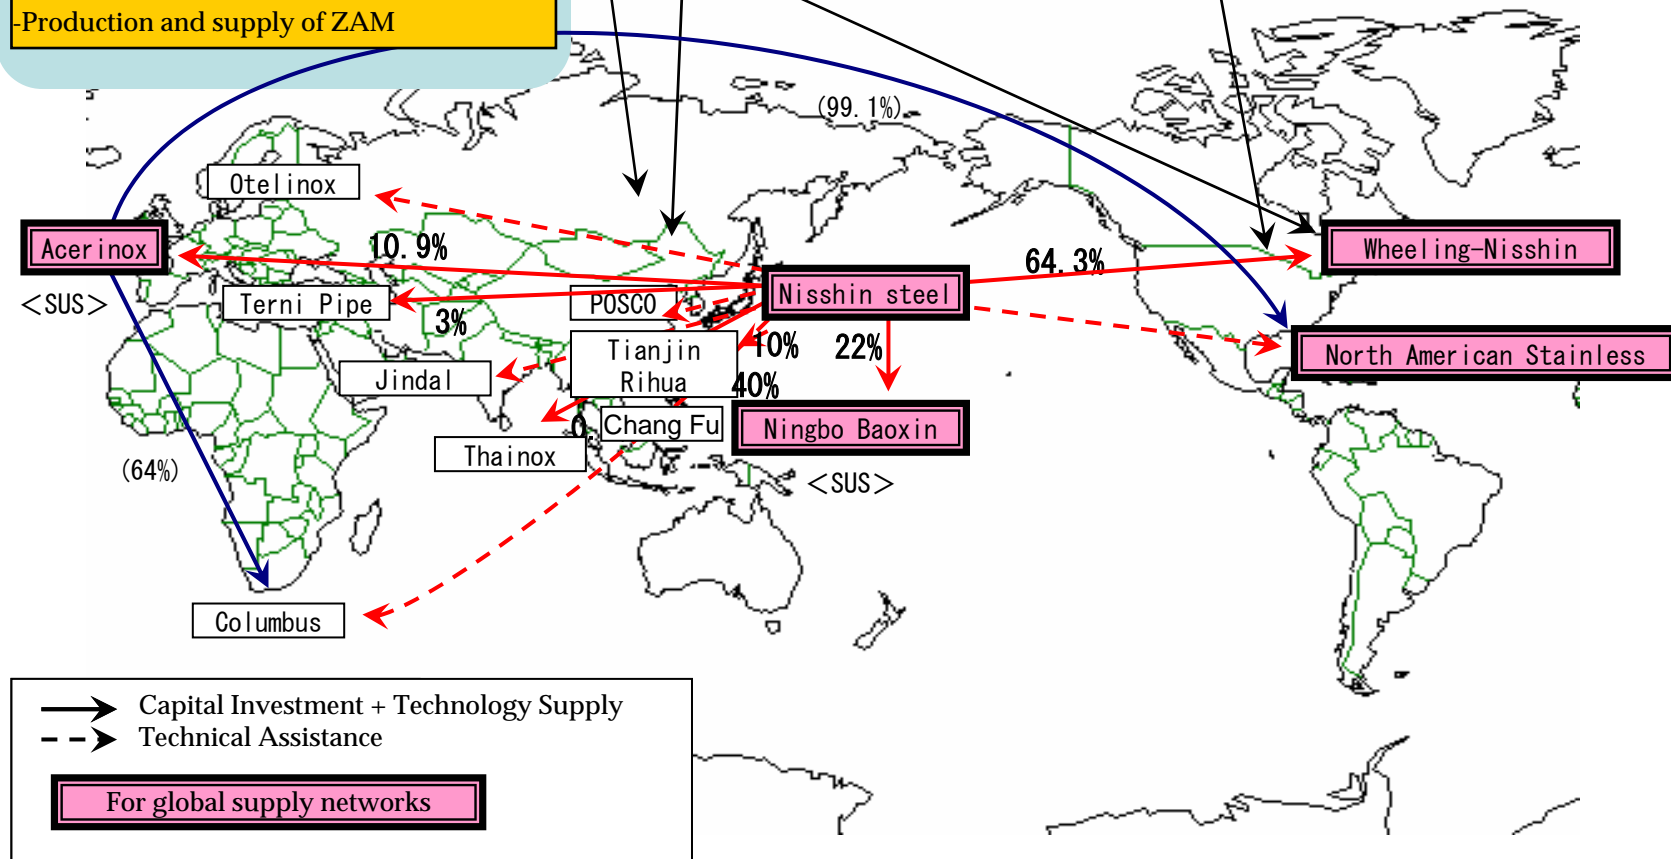 -Production and supply of ZAM
(99.1%)
Otelinox
Acerinox
10.9%
64.3%
Wheeling-Nisshin
<SUS>
Terni Pipe
3%
POSCO
Nisshin steel
Tianjin
Rihua
10%
22%
North American Stainless
Jindal
40%
0.
Chang Fu
Ningbo Baoxin
Thainox
(64%)
<SUS>
Columbus
Capital Investment + Technology Supply
Technical Assistance
For global supply networks